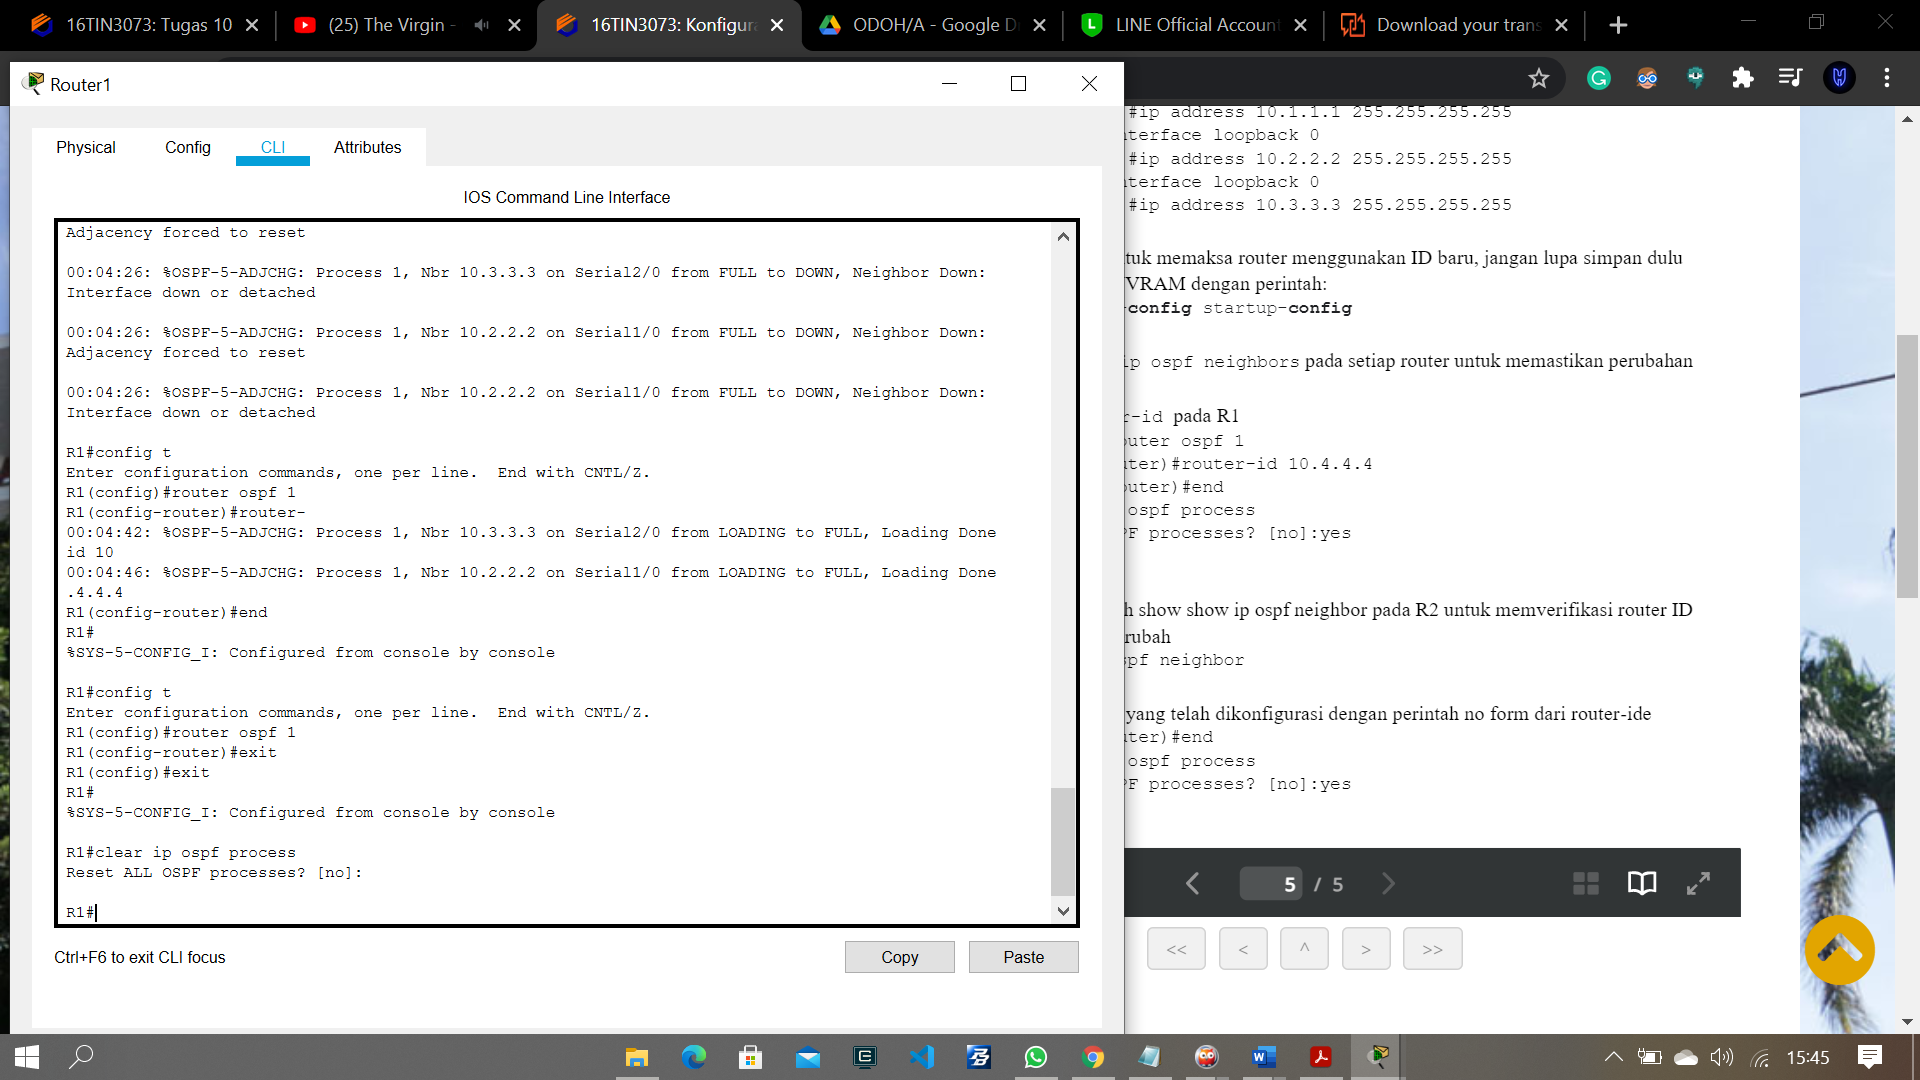 16TIN3073: Tugas 10
(25) The Virgin -
16TIN3073: Konfigura
ODOH/A - Google D
LINE Official Account
Download your trans
Router1
Physical
Config
CLI
Attributes
IOS Command Line Interface
Adjacency forced to reset
00:04:26: %OSPF-5-ADJCHG: Process 1, Nbr 10.3.3.3 on Serial2/0 from FULL to DOWN, Neighbor Down:
Interface down or detached
00:04:26: %OSPF-5-ADJCHG: Process 1, Nbr 10.2.2.2 on Serial1/0 from FULL to DOWN, Neighbor Down:
Adjacency forced to reset
00:04:26: %OSPF-5-ADJCHG: Process 1, Nbr 10.2.2.2 on Serial1/0 from FULL to DOWN, Neighbor Down:
Interface down or detached
R1#config t
Enter configuration commands, one per line.  End with CNTL/Z.
R1(config)#router ospf 1
R1(config-router)#router-
00:04:42: %OSPF-5-ADJCHG: Process 1, Nbr 10.3.3.3 on Serial2/0 from LOADING to FULL, Loading Done
id 10
00:04:46: %OSPF-5-ADJCHG: Process 1, Nbr 10.2.2.2 on Serial1/0 from LOADING to FULL, Loading Done
.4.4.4
R1(config-router)#end
R1#
%SYS-5-CONFIG_I: Configured from console by console
R1#config t
Enter configuration commands, one per line.  End with CNTL/Z.
R1(config)#router ospf 1
R1(config-router)#exit
R1(config)#exit
R1#
%SYS-5-CONFIG_I: Configured from console by console
R1#clear ip ospf process
Reset ALL OSPF processes? [no]:
R1#
Ctrl+F6 to exit CLI focus
Copy
Paste
#ip address 10.1.1.1 255.255.255.255
terface loopback 0
#ip address 10.2.2.2 255.255.255.255
terface loopback 0
#ip address 10.3.3.3 255.255.255.255
tuk memaksa router menggunakan ID baru, jangan lupa simpan dulu
VRAM dengan perintah:
-config startup-config
ip ospf neighbors pada setiap router untuk memastikan perubahan
r-id pada R1
outer ospf 1
ter)#router-id 10.4.4.4
outer)#end
ospf process
PF processes? [no]:yes
h show show ip ospf neighbor pada R2 untuk memverifikasi router ID
rubah
spf neighbor
yang telah dikonfigurasi dengan perintah no form dari router-ide
ter)#end
ospf process
PF processes? [no]:yes
5 / 5
<< < ^ > >>
15:45